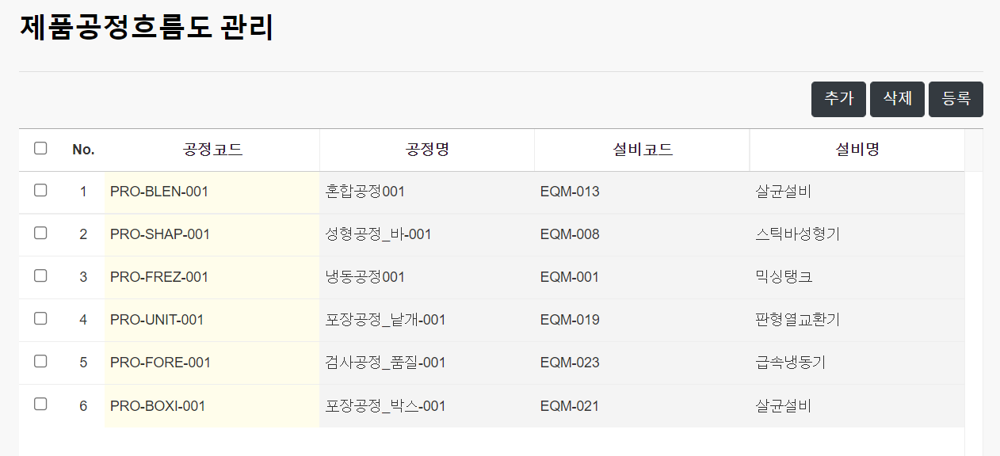 제품공정흐름도 관리
추가 삭제 등록
No. 공정코드 공정명 설비코드 설비명
1 PRO-BLEN-001 혼합공정001 EQM-013 살균설비
2 PRO-SHAP-001 성형공정_바-001 EQM-008 스틱바성형기
3 PRO-FREZ-001 냉동공정001 EQM-001 믹싱탱크
4 PRO-UNIT-001 포장공정_낱개-001 EQM-019 판형열교환기
5 PRO-FORE-001 검사공정_품질-001 EQM-023 급속냉동기
6 PRO-BOXI-001 포장공정_박스-001 EQM-021 살균설비